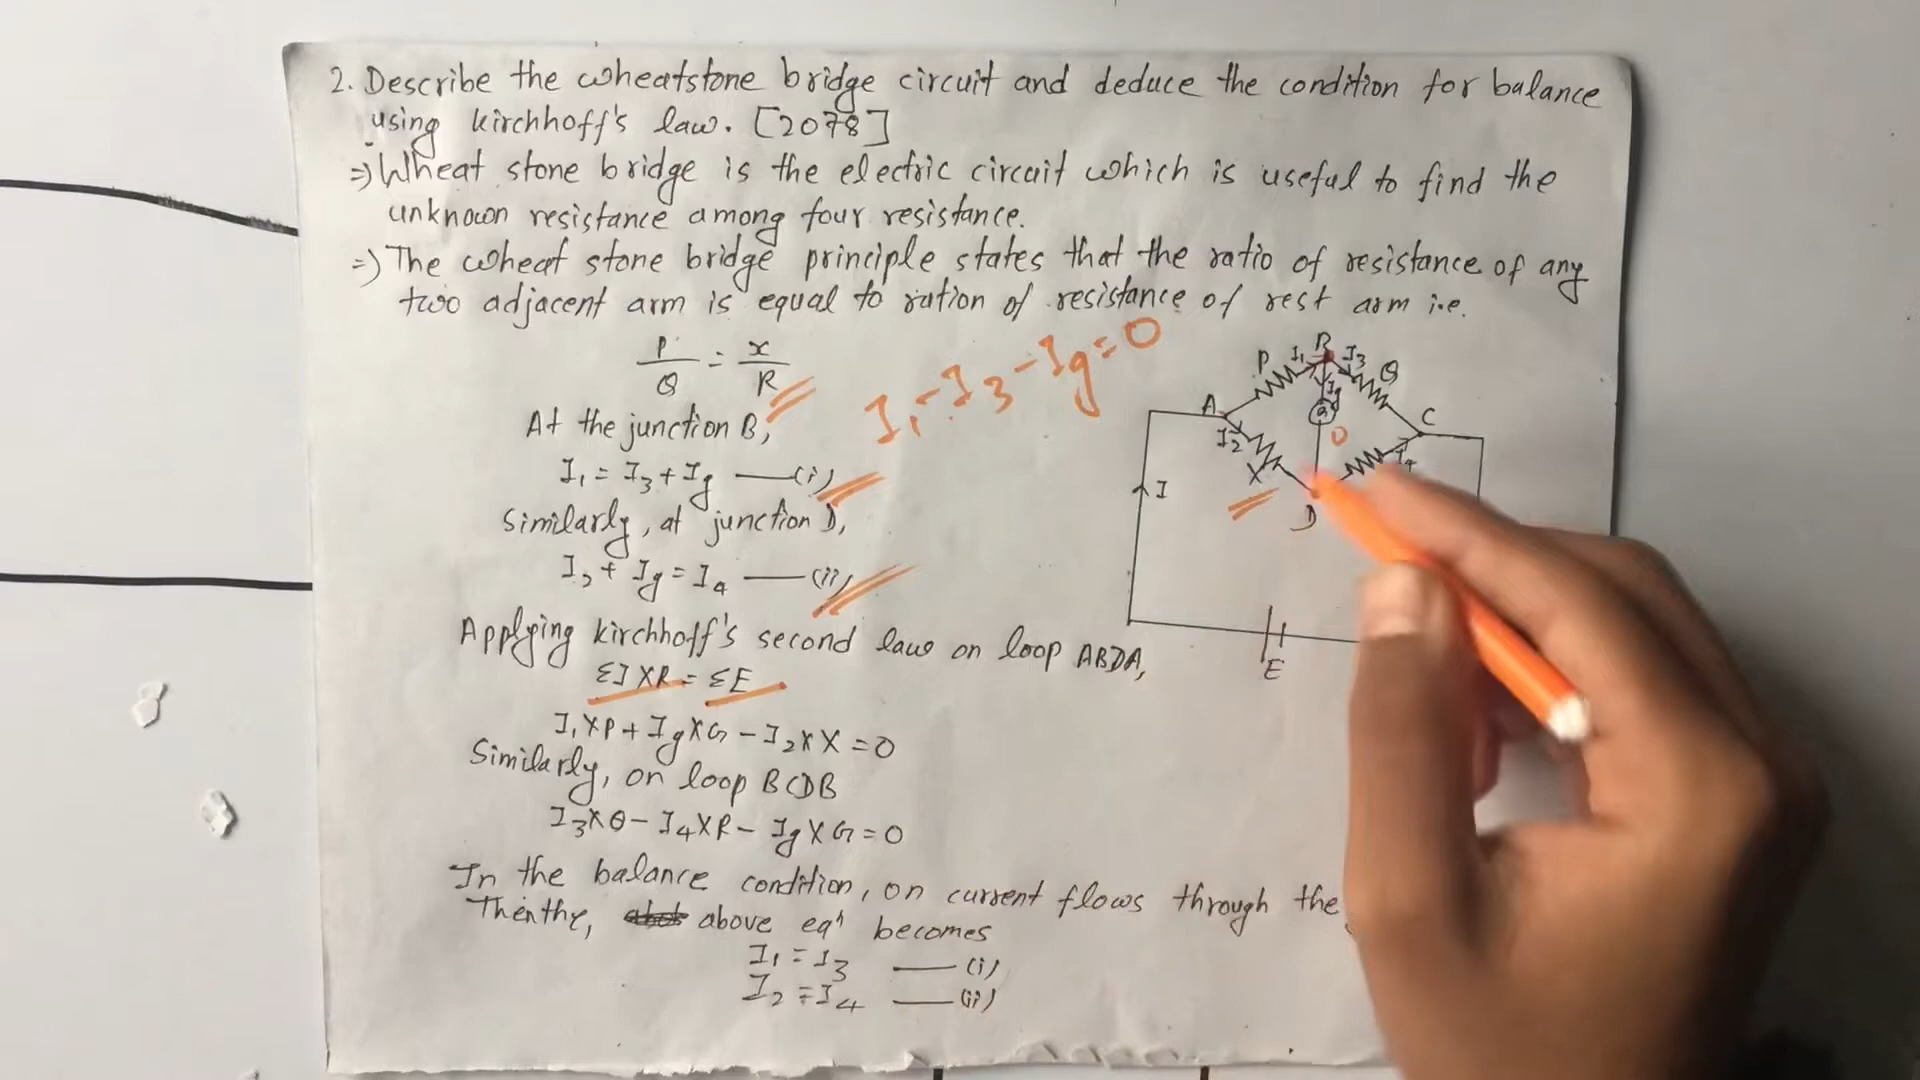 2. Describe the wheatstone bridge circuit and deduce the condition for balance
using kirchhoff's law. [2078]
=) Wheat stone bridge is the electric circuit which is useful to find the
unknown resistance among four resistance.
=) The wheat stone bridge principle states that the ratio of resistance of any
two adjacent arm is equal to ration of resistance of rest arm i.e.
P/Q = x/R
I₁ - I₃ - Ig = 0
At the junction B,
I₁ = I₃ + Ig —— (i)
Similarly, at junction D,
I₃ + Ig = I₄ —— (ii)
Applying kirchhoff's second law on loop ABDA,
ΣI X R = ΣE
I₁ X P + Ig X G - I₂ X X = 0
Similarly, on loop BCDB
I₃ X Q - I₄ X R - Ig X G = 0
In the balance condition, on current flows through the
Then the, above eqⁿ becomes
I₁ = I₃ —— (i)
I₂ = I₄ —— (ii)
B
P I₁ I₃ Q
Ig
A G C
I₂ D I₄
X
I
D
E